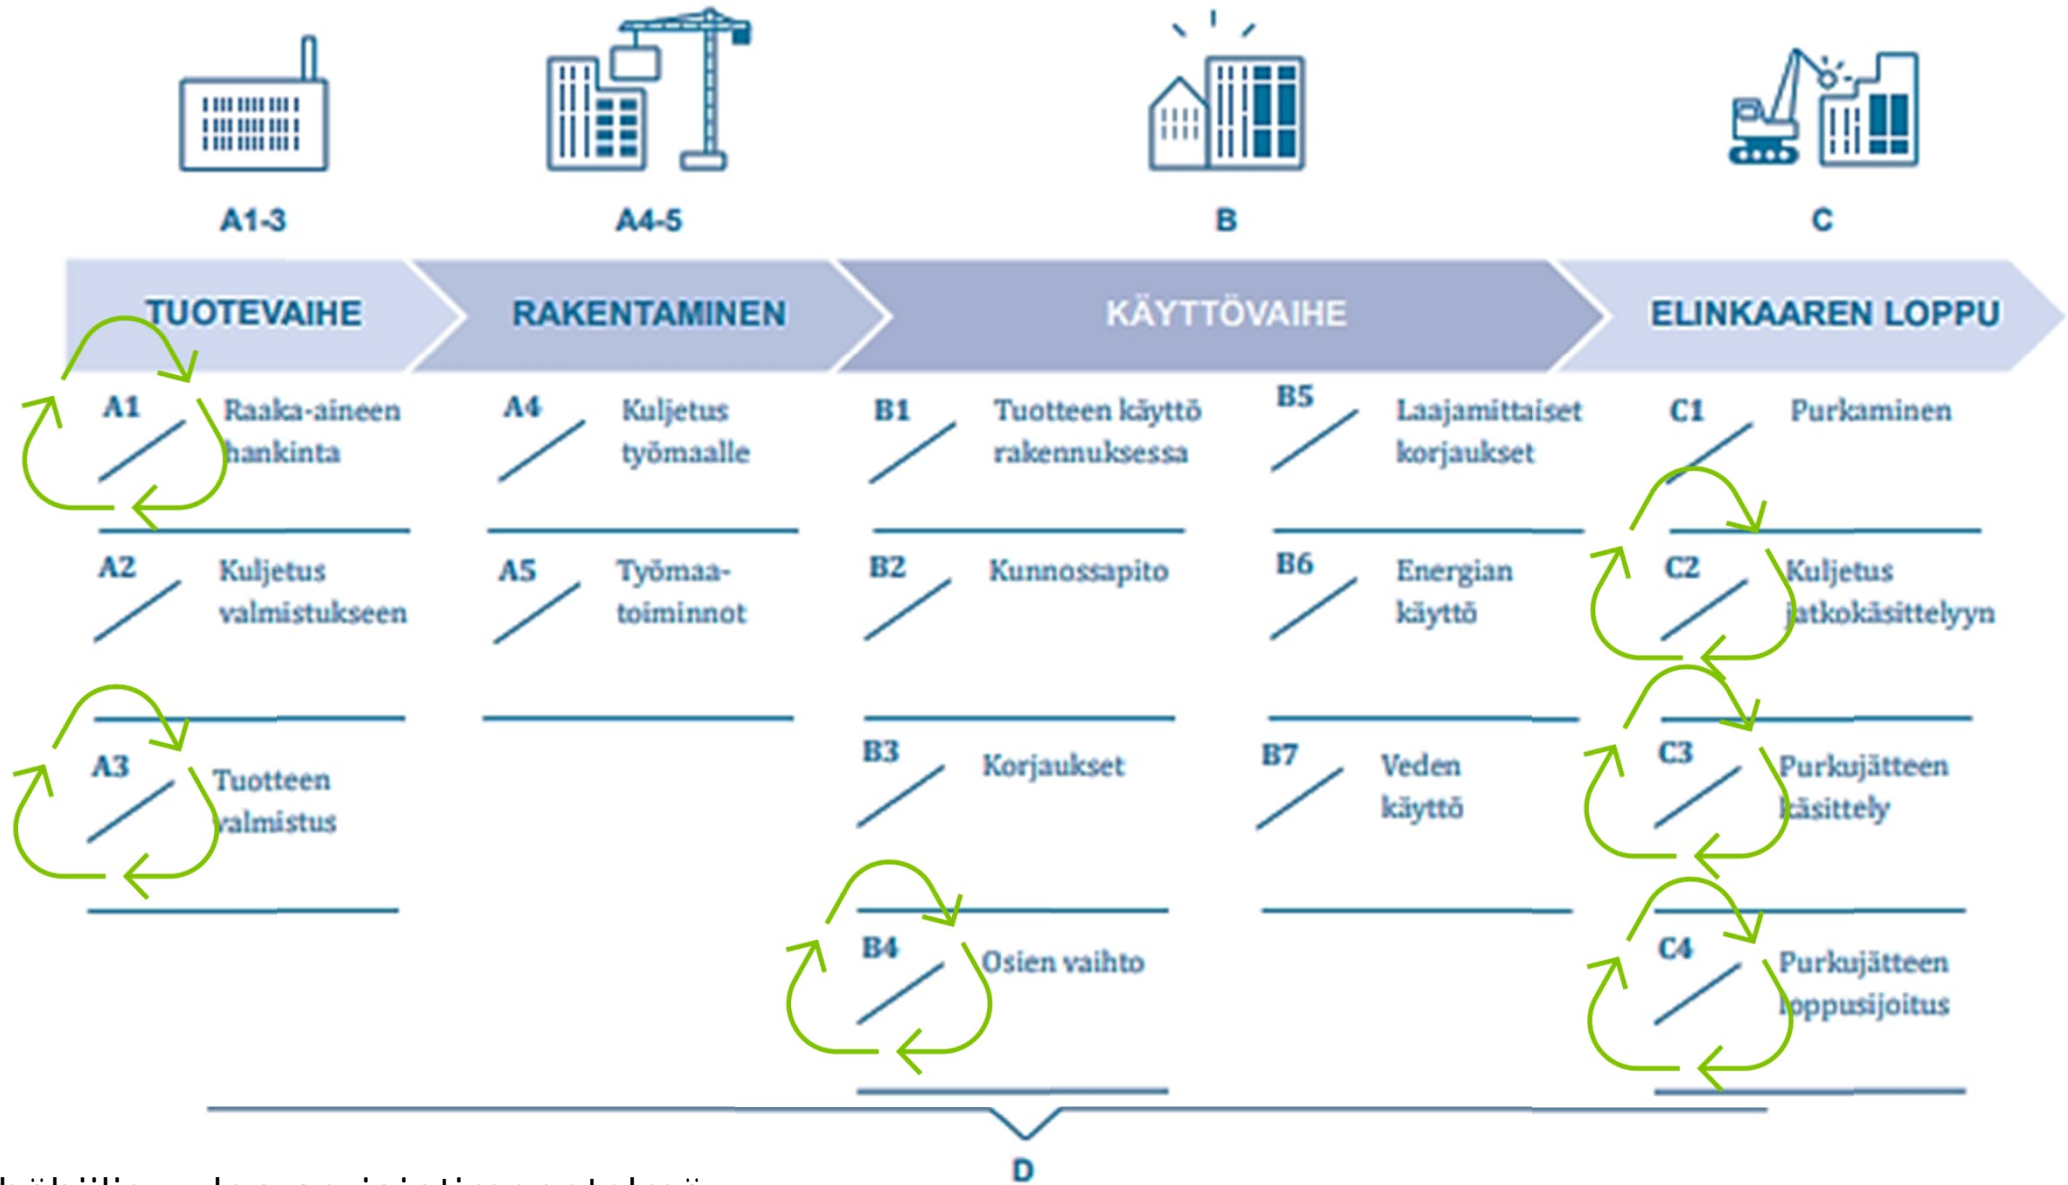 A1-3
A4-5
B
C
TUOTEVAIHE
RAKENTAMINEN
KÄYTTÖVAIHE
ELINKAAREN LOPPU
A1
Raaka-aineen
hankinta
A2
Kuljetus
valmistukseen
A3
Tuotteen
valmistus
A4
Kuljetus
työmaalle
A5
Työmaa-
toiminnot
B1
Tuotteen käyttö
rakennuksessa
B2
Kunnossapito
B3
Korjaukset
B4
Osien vaihto
B5
Laajamittaiset
korjaukset
B6
Energian
käyttö
B7
Veden
käyttö
C1
Purkaminen
C2
Kuljetus
jatkokäsittelyyn
C3
Purkujätteen
käsittely
C4
Purkujätteen
loppusijoitus
D